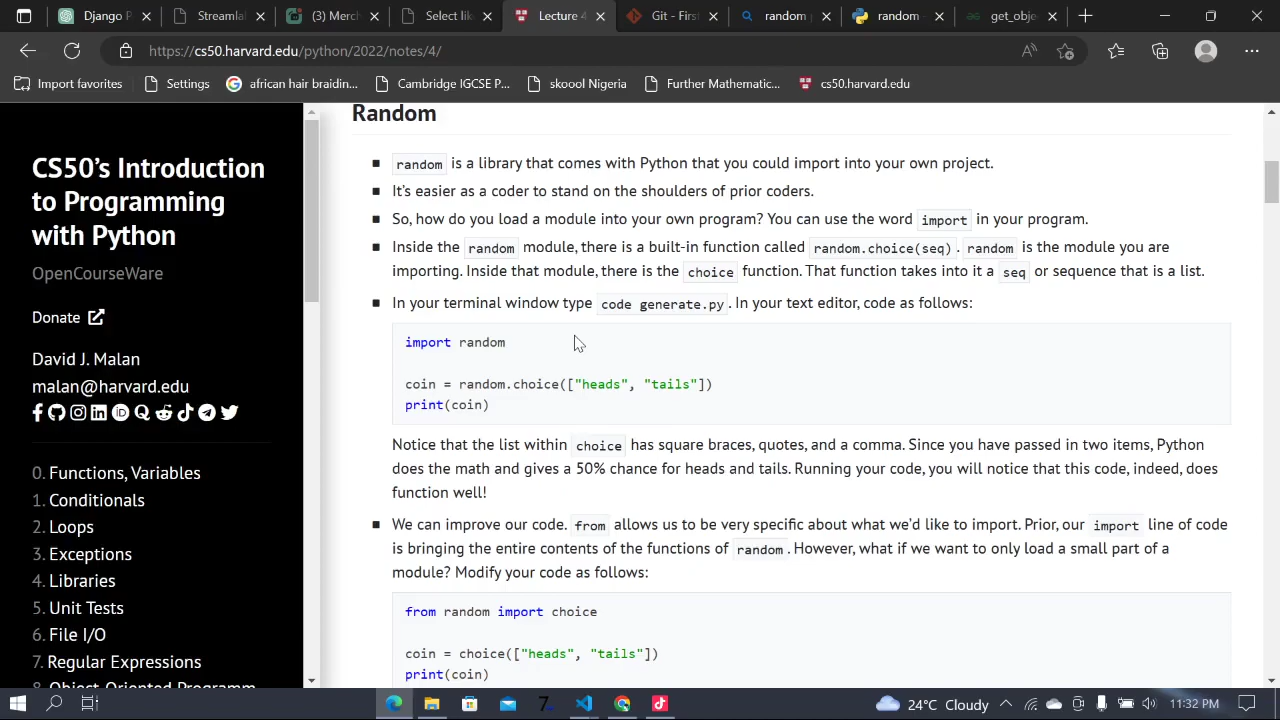 Django P
Streamlab
(3) Merch
Select lik
Lecture 4
Git - First
random p
random —
get_obje
https://cs50.harvard.edu/python/2022/notes/4/
Import favorites
Settings
african hair braidin...
Cambridge IGCSE P...
skoool Nigeria
Further Mathematic...
cs50.harvard.edu
CS50's Introduction
to Programming
with Python
OpenCourseWare
Donate
David J. Malan
malan@harvard.edu
0. Functions, Variables
1. Conditionals
2. Loops
3. Exceptions
4. Libraries
5. Unit Tests
6. File I/O
7. Regular Expressions
8. Object-Oriented Programm
Random
random is a library that comes with Python that you could import into your own project.
It's easier as a coder to stand on the shoulders of prior coders.
So, how do you load a module into your own program? You can use the word import in your program.
Inside the random module, there is a built-in function called random.choice(seq). random is the module you are
importing. Inside that module, there is the choice function. That function takes into it a seq or sequence that is a list.
In your terminal window type code generate.py. In your text editor, code as follows:
import random
coin = random.choice(["heads", "tails"])
print(coin)
Notice that the list within choice has square braces, quotes, and a comma. Since you have passed in two items, Python
does the math and gives a 50% chance for heads and tails. Running your code, you will notice that this code, indeed, does
function well!
We can improve our code. from allows us to be very specific about what we'd like to import. Prior, our import line of code
is bringing the entire contents of the functions of random. However, what if we want to only load a small part of a
module? Modify your code as follows:
from random import choice
coin = choice(["heads", "tails"])
print(coin)
24°C Cloudy
11:32 PM